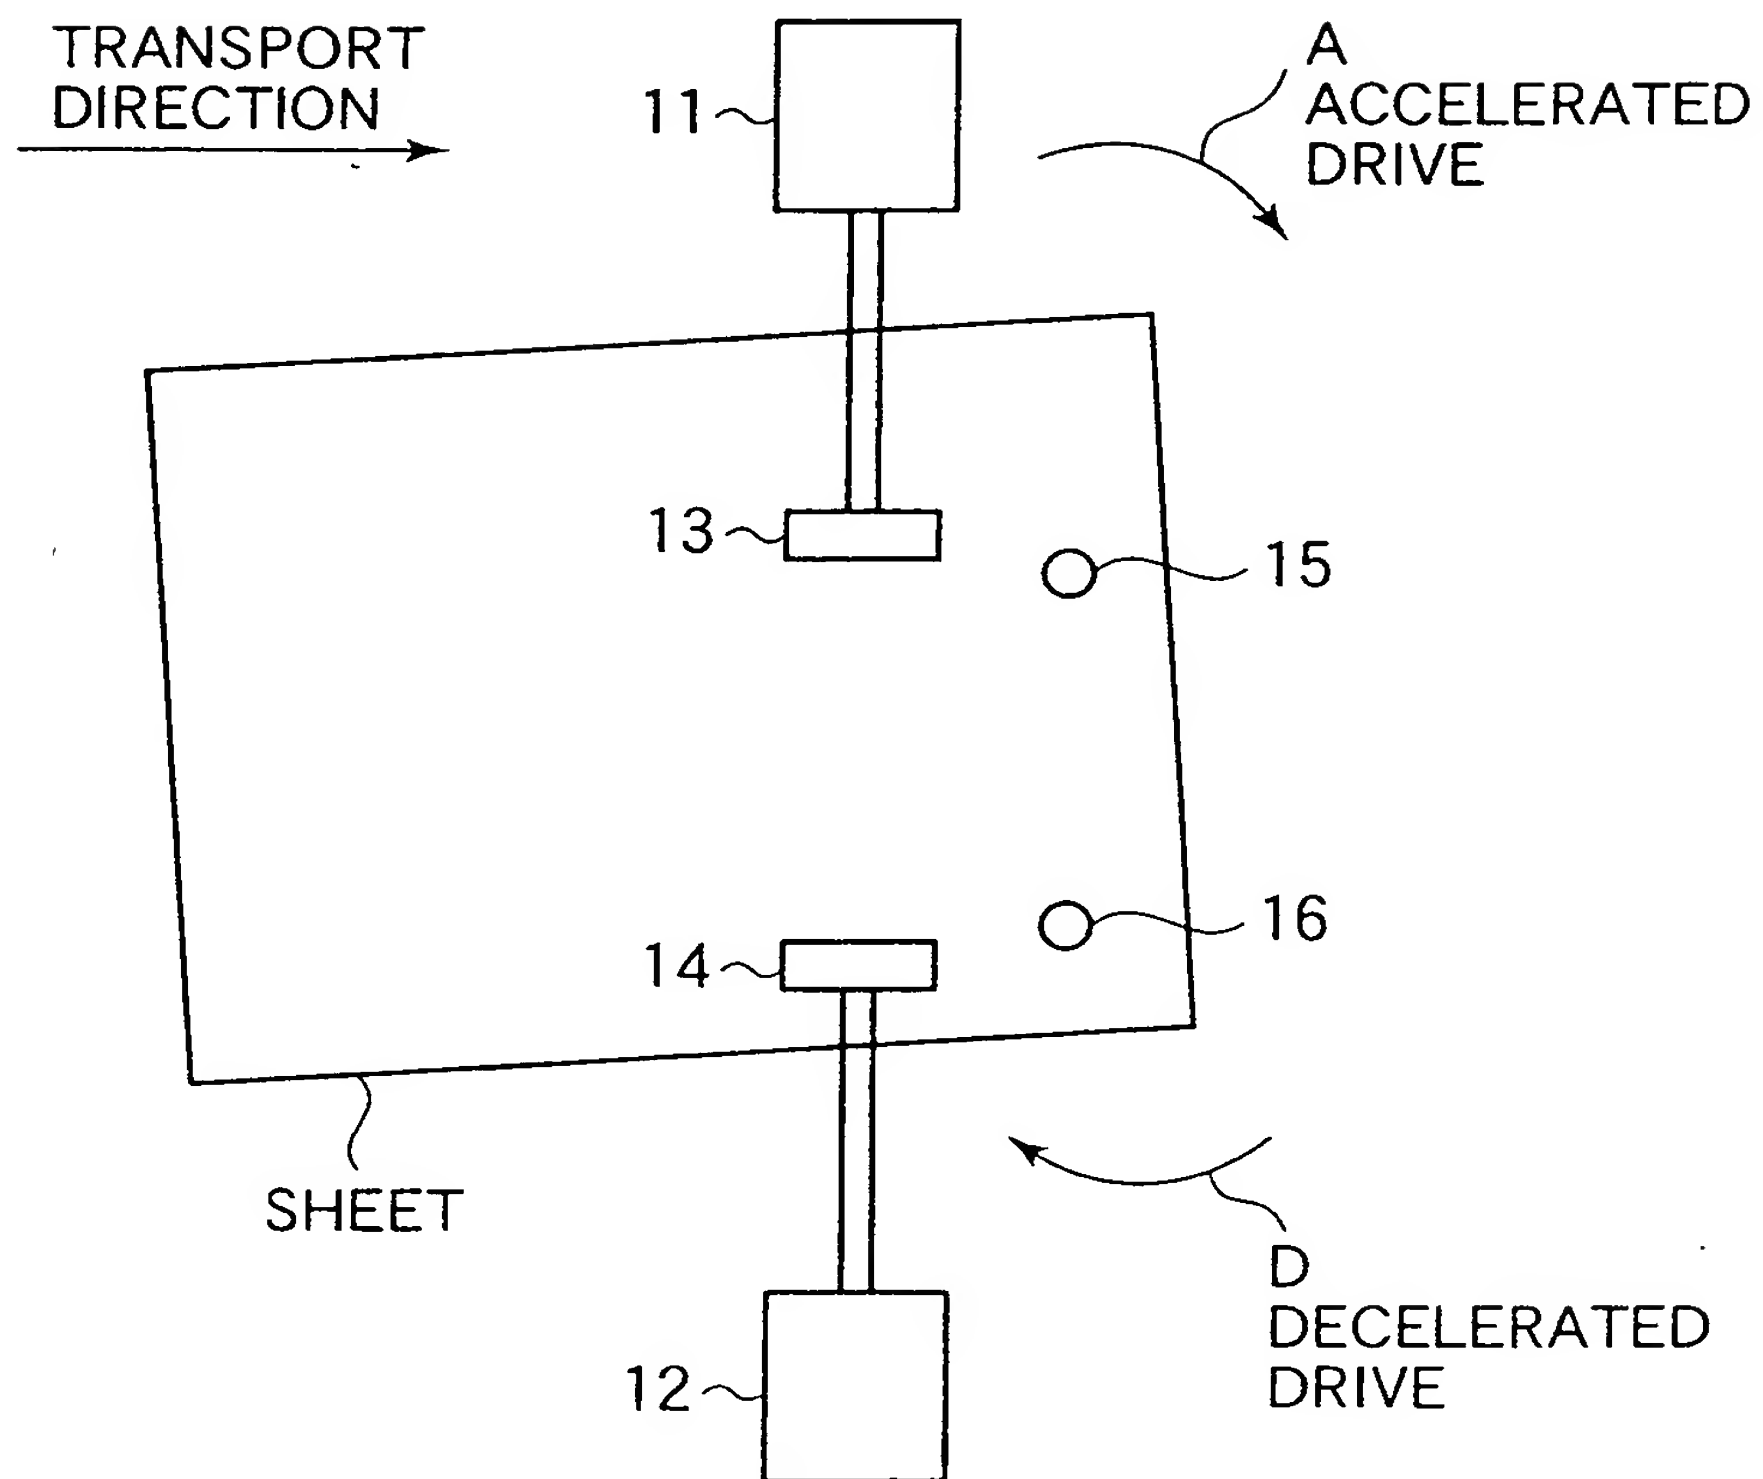 TRANSPORT
DIRECTION
11
A
ACCELERATED
DRIVE
13
15
14
16
SHEET
D
DECELERATED
DRIVE
12